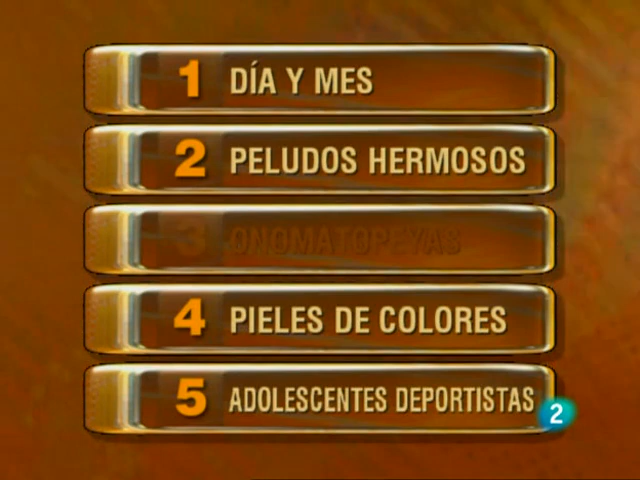 1 DÍA Y MES
2 PELUDOS HERMOSOS
3 ONOMATOPEYAS
4 PIELES DE COLORES
5 ADOLESCENTES DEPORTISTAS
2